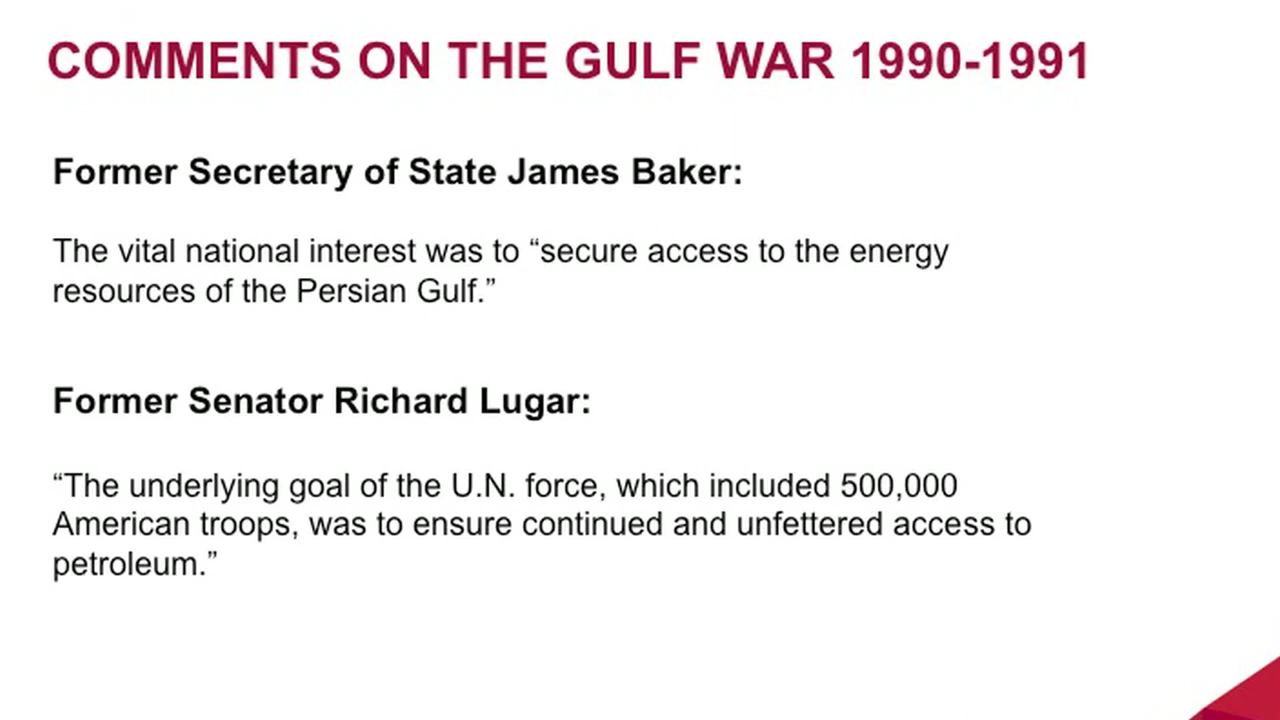 COMMENTS ON THE GULF WAR 1990-1991
Former Secretary of State James Baker:
The vital national interest was to “secure access to the energy
resources of the Persian Gulf.”
Former Senator Richard Lugar:
“The underlying goal of the U.N. force, which included 500,000
American troops, was to ensure continued and unfettered access to
petroleum.”